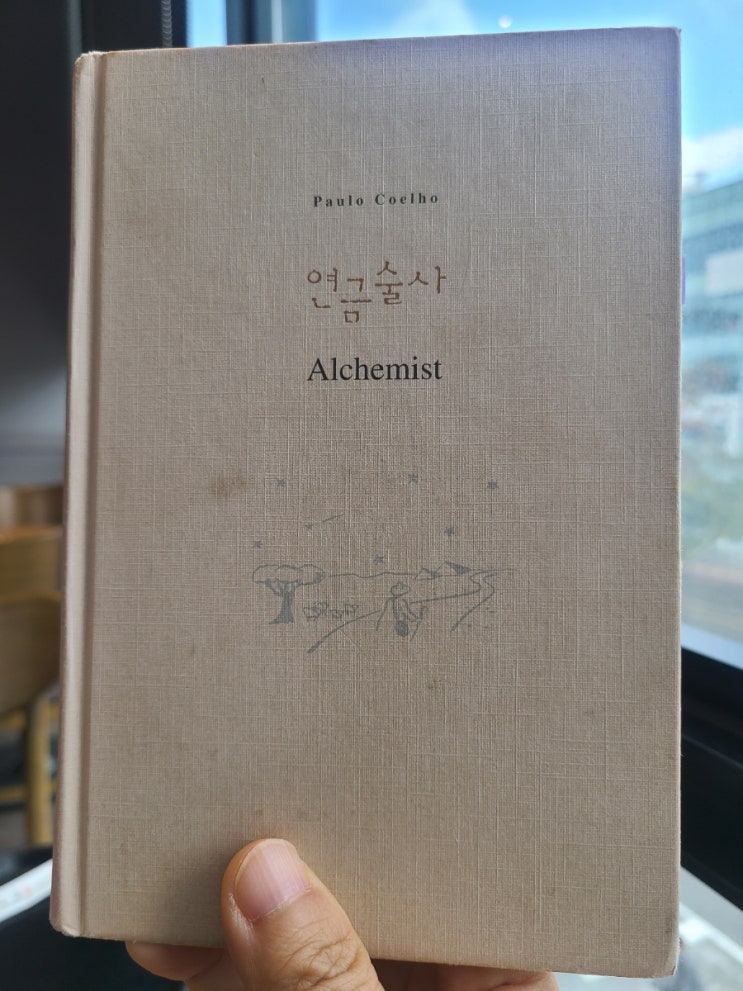 Paulo Coelho
연금술사
Alchemist